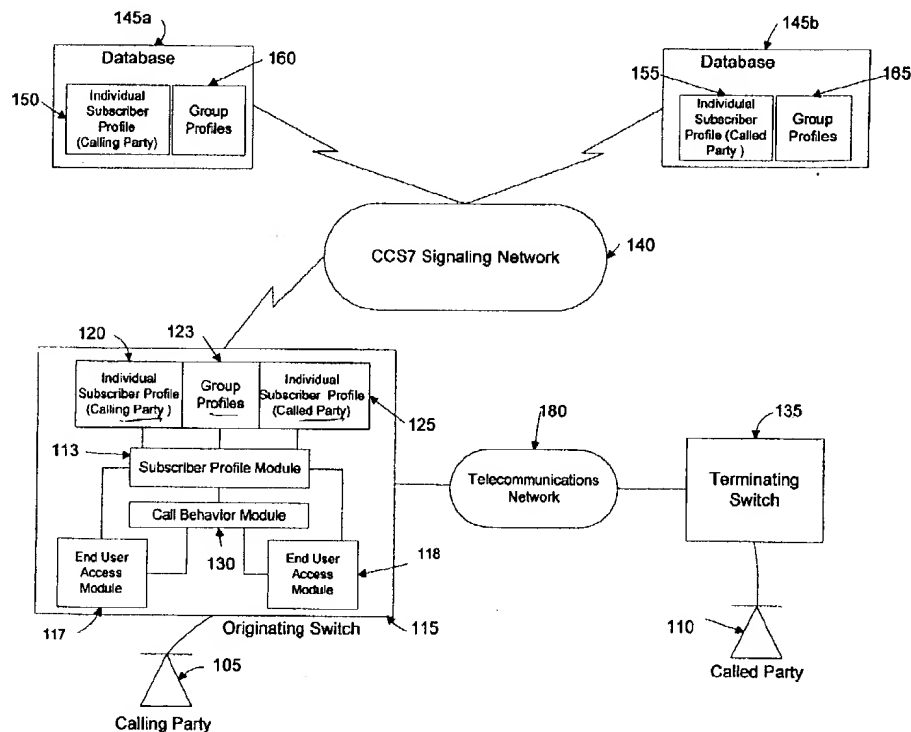 145a
145b
Database
160
150
Individual
Subscriber
Profile
(Calling Party)
Group
Profiles
Database
155
165
Individulal
Subscriber
Profile (Called
Party )
Group
Profiles
CCS7 Signaling Network
140
120
123
Individual
Subscriber Profile
(Calling Party )
Group
Profiles
Individual
Subscriber Profile
(Called Party)
125
113
Subscriber Profile Module
Call Behavior Module
130
End User
Access
Module
117
End User
Access
Module
118
Originating Switch
115
180
Telecommunications
Network
135
Terminating
Switch
105
Calling Party
110
Called Party